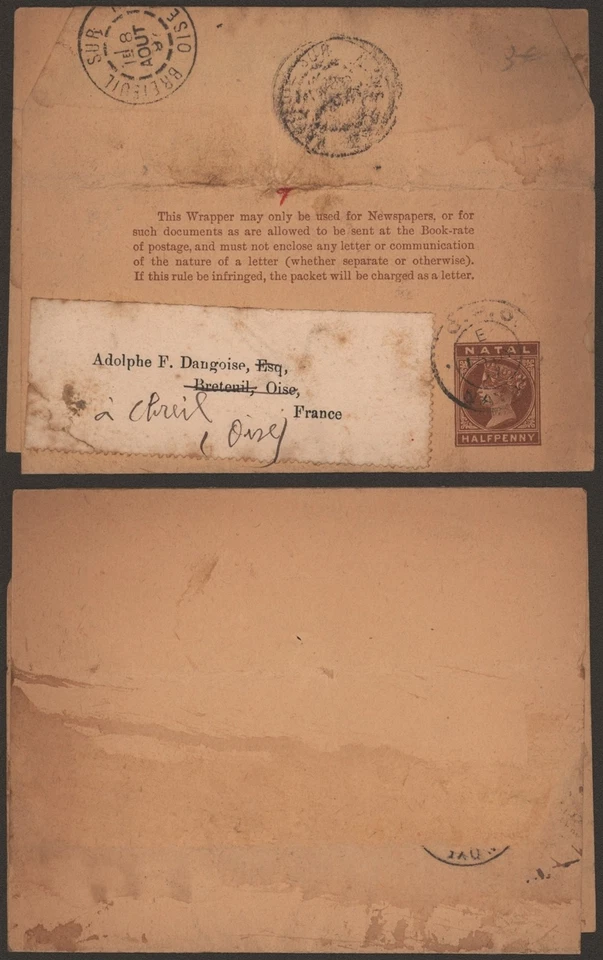 BRETEUIL SUR
OISE
18
AOUT
This Wrapper may only be used for Newspapers, or for
such documents as are allowed to be sent at the Book-rate
of postage, and must not enclose any letter or communication
of the nature of a letter (whether separate or otherwise).
If this rule be infringed, the packet will be charged as a letter.
Adolphe F. Dangoise, Esq,
Breteuil, Oise,
à Chreil
France
(Oise)
NATAL
HALFPENNY